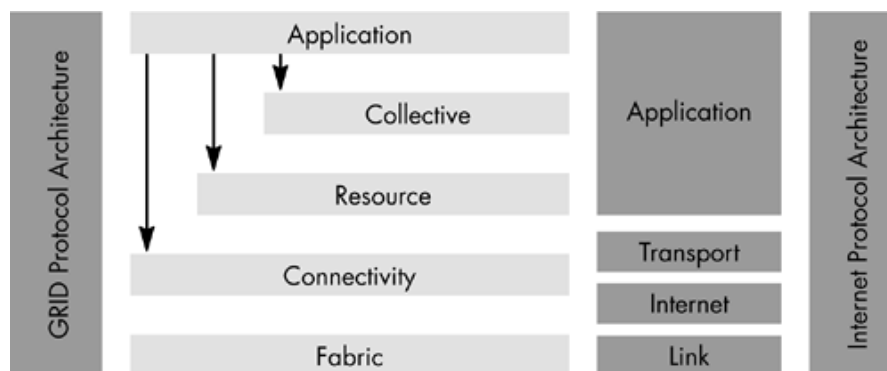 GRID Protocol Architecture
Application
Collective
Resource
Connectivity
Fabric
Application
Transport
Internet
Link
Internet Protocol Architecture